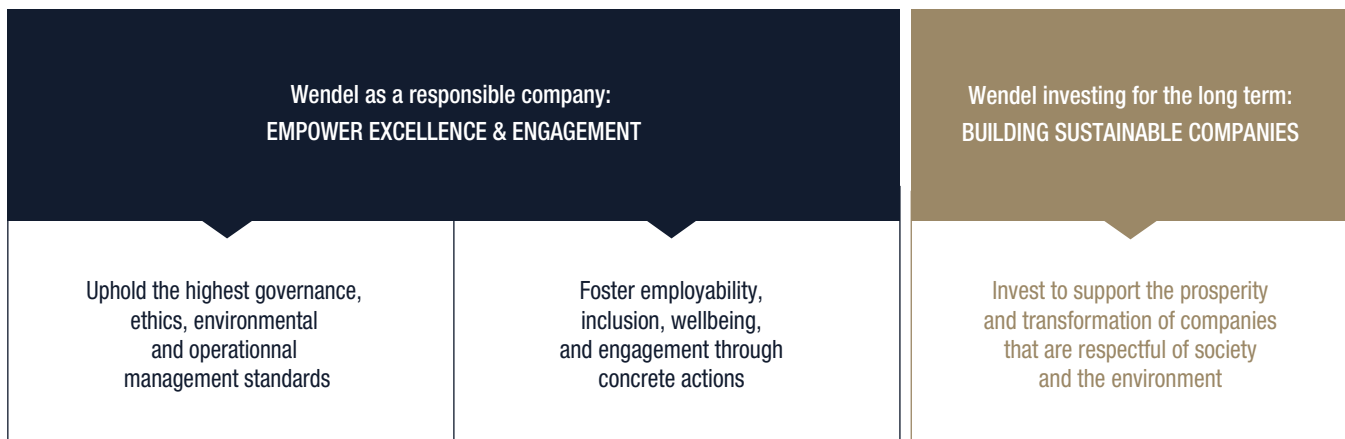 Wendel as a responsible company:
EMPOWER EXCELLENCE & ENGAGEMENT
Wendel investing for the long term:
BUILDING SUSTAINABLE COMPANIES
Uphold the highest governance,
ethics, environmental
and operationnal
management standards
Foster employability,
inclusion, wellbeing,
and engagement through
concrete actions
Invest to support the prosperity
and transformation of companies
that are respectful of society
and the environment